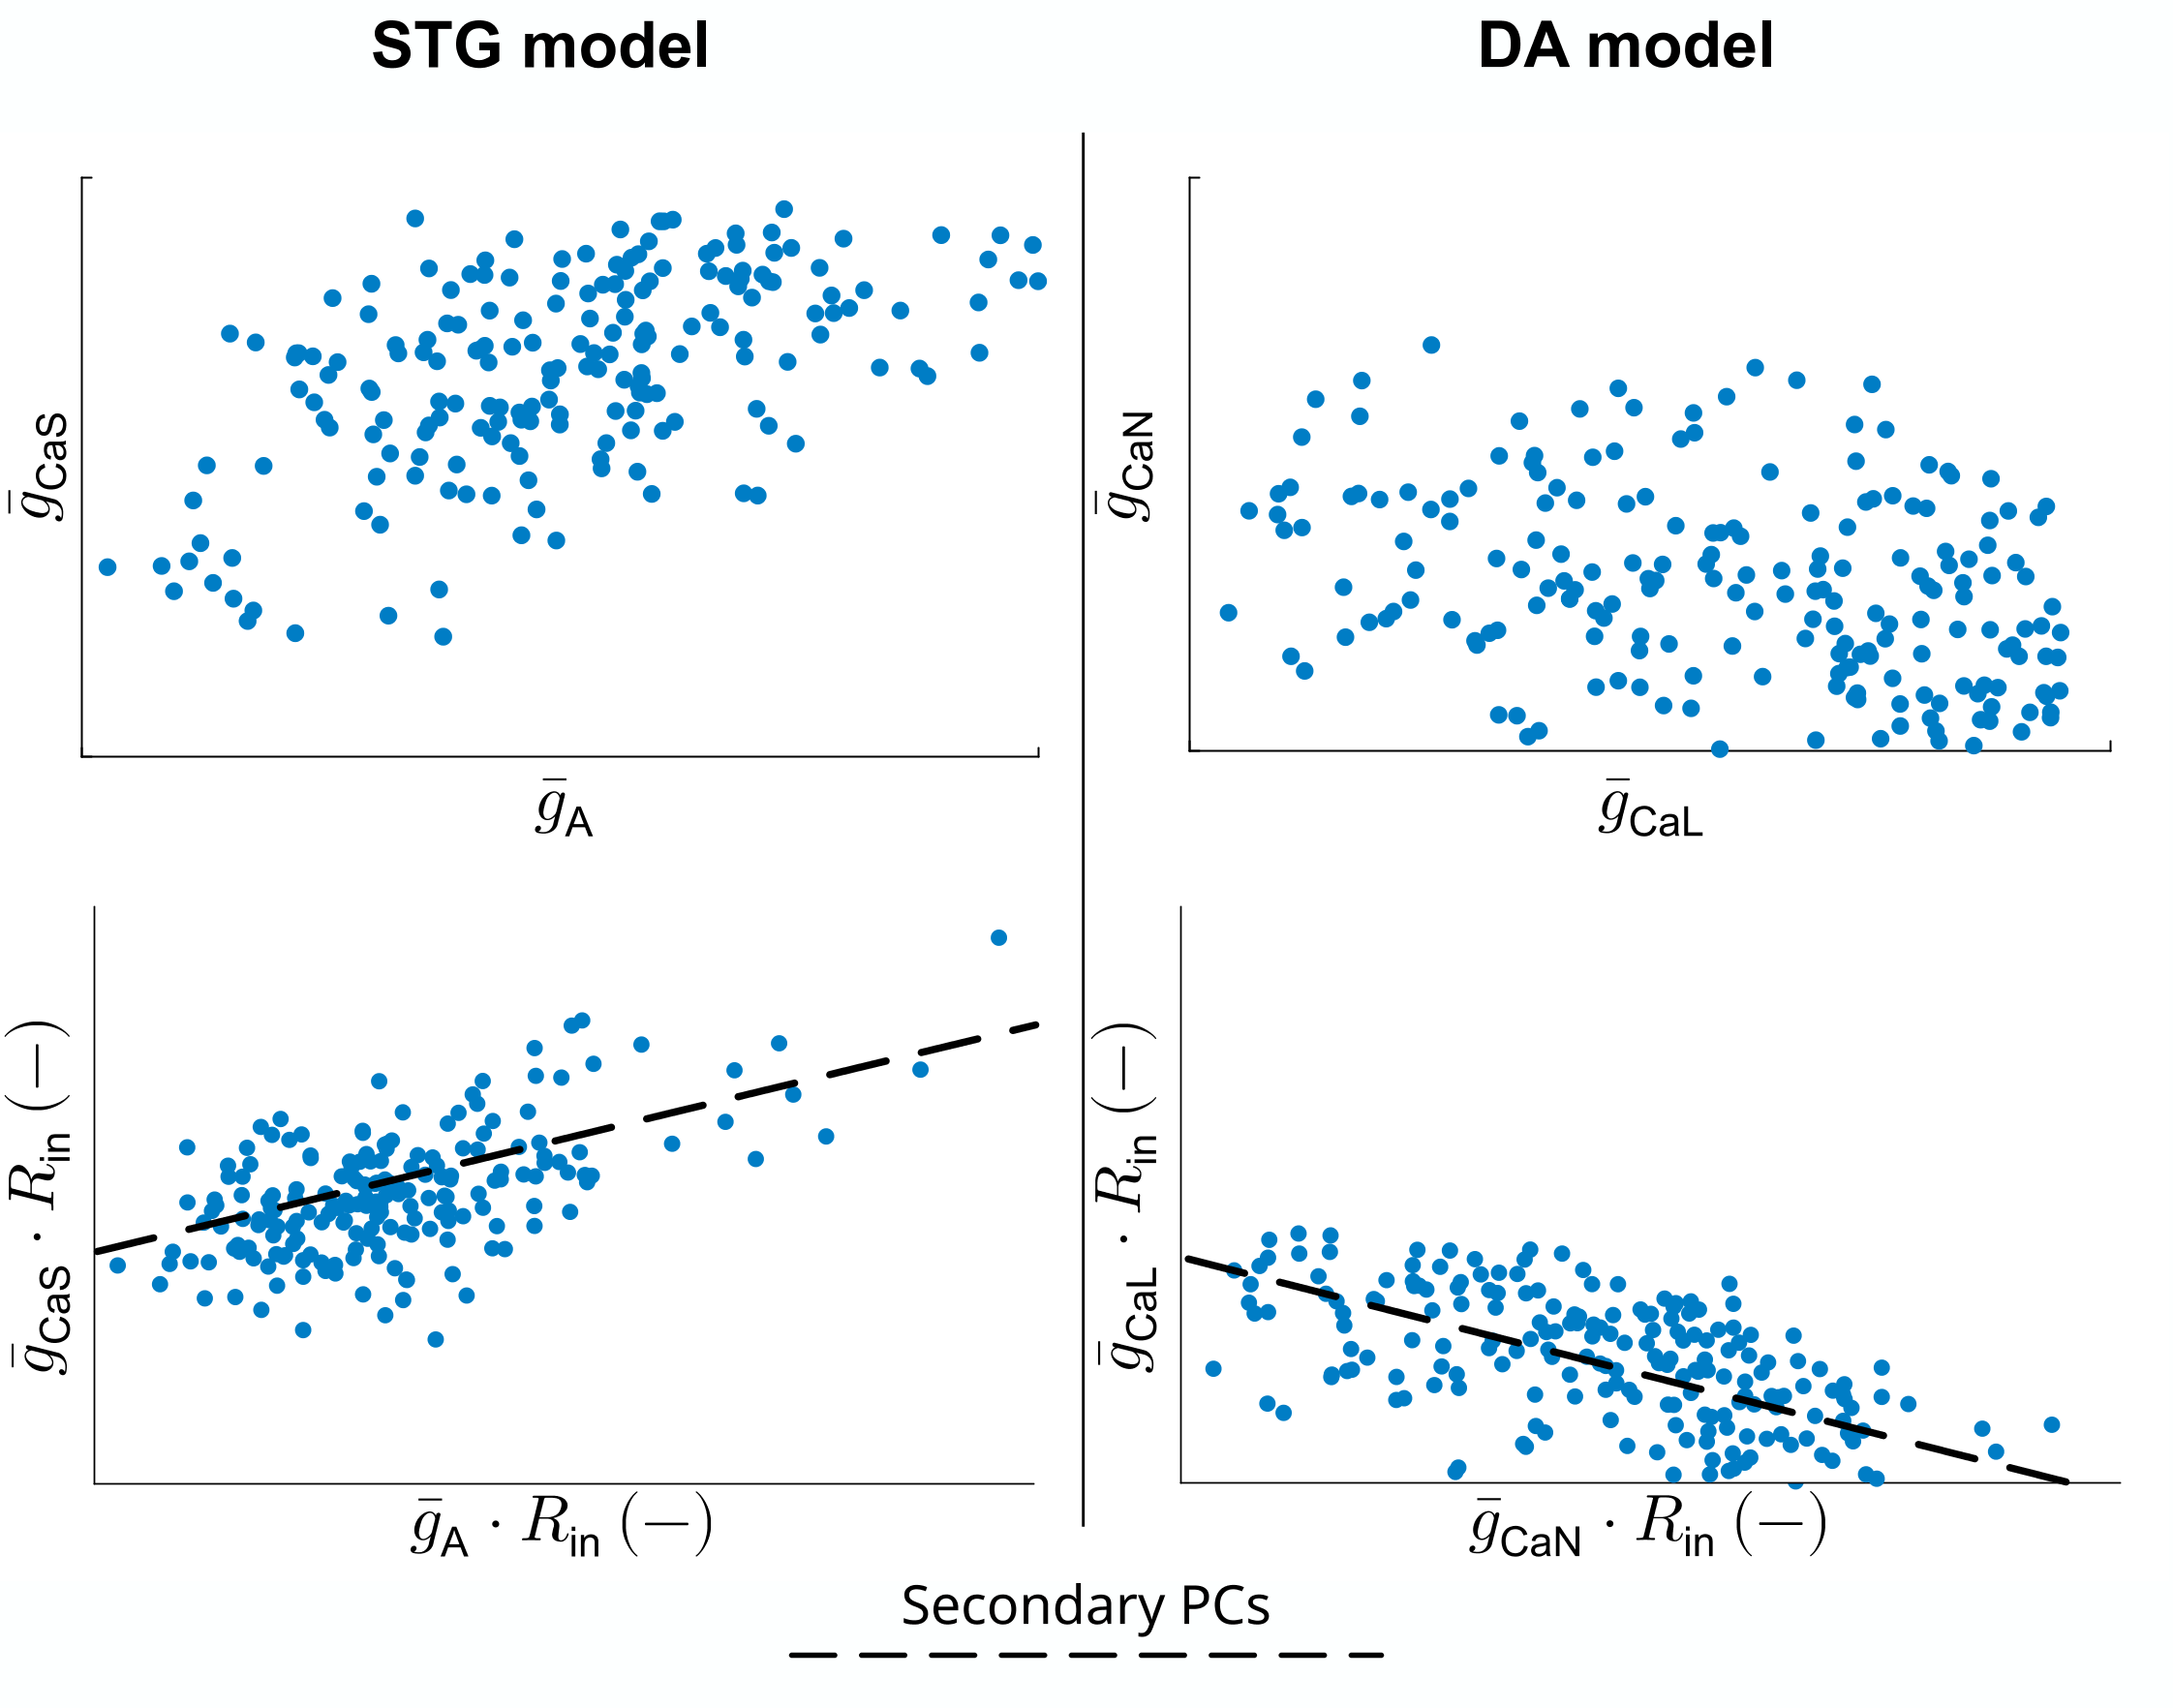 STG model
DA model
ḡCas
ḡA
ḡCaN
ḡCaL
ḡCas · Rin (—)
ḡA · Rin (—)
ḡCaL · Rin (—)
ḡCaN · Rin (—)
Secondary PCs